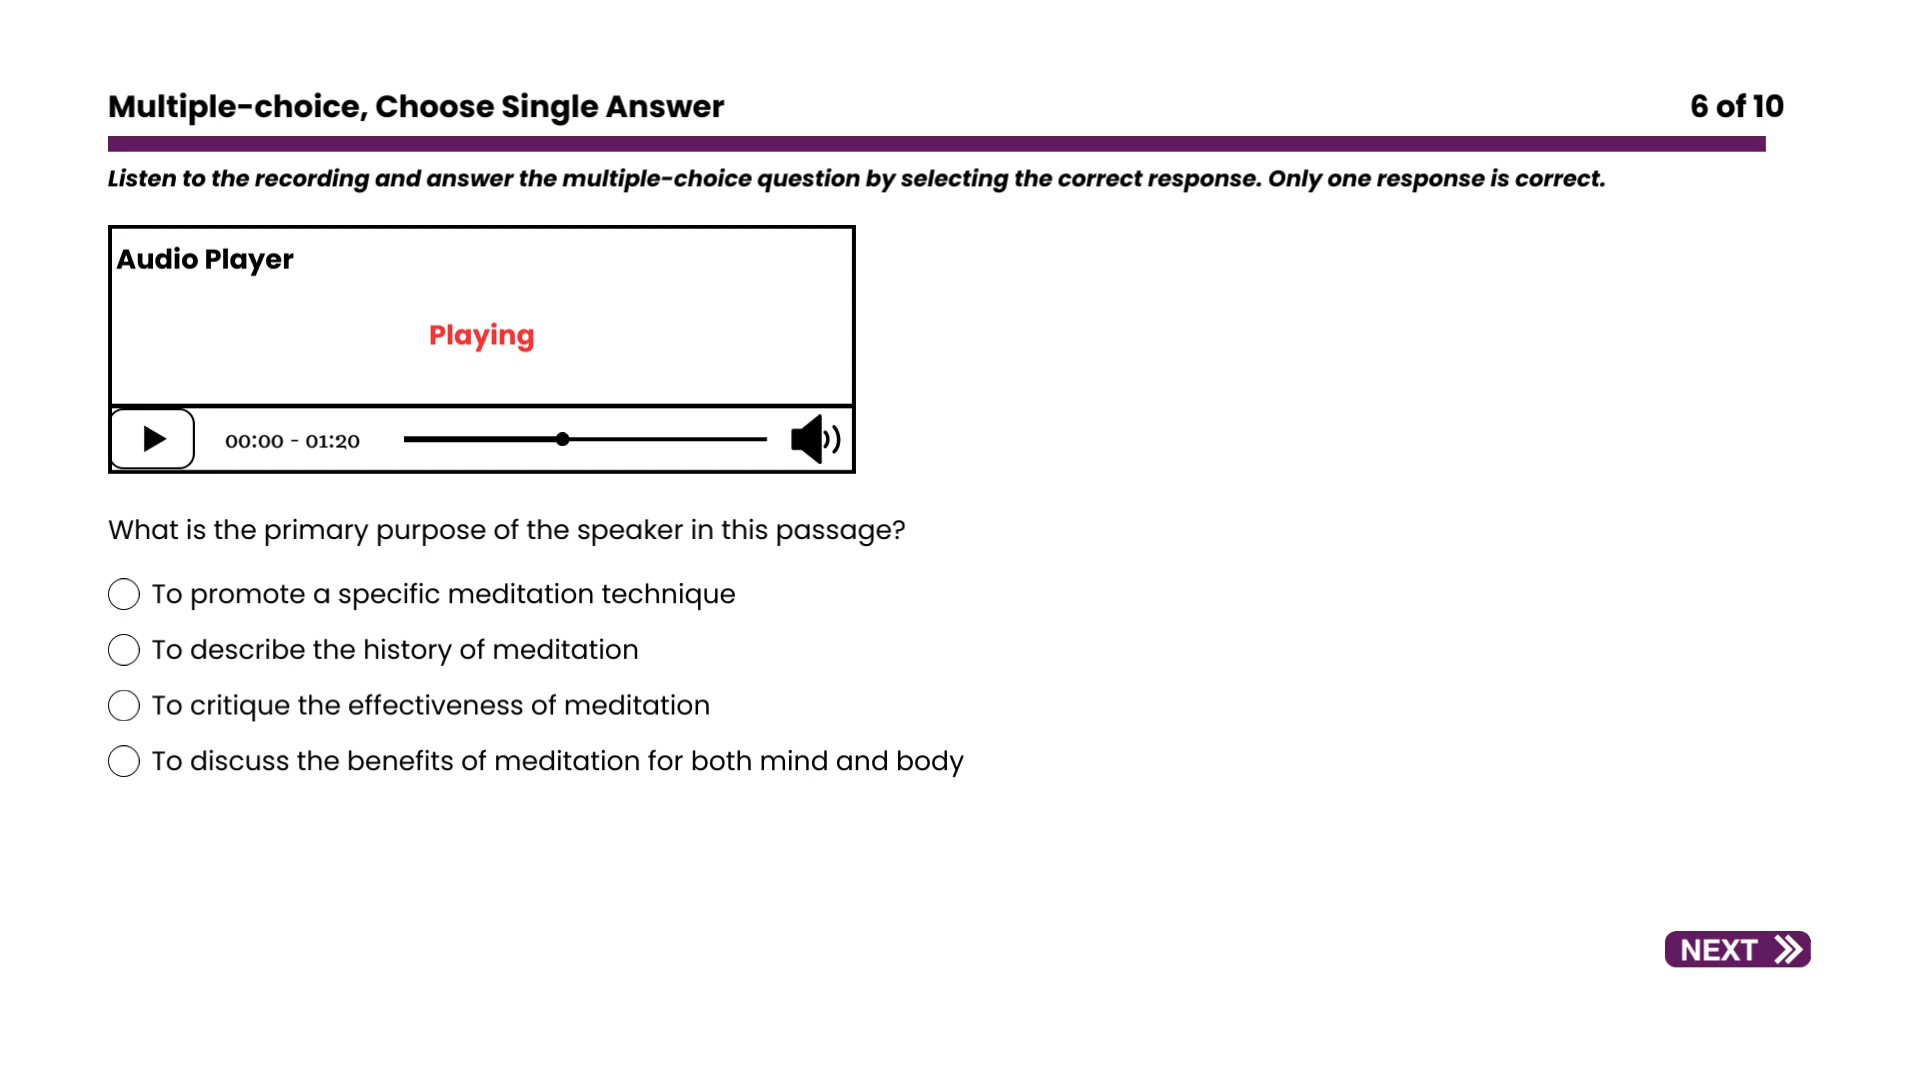 Multiple-choice, Choose Single Answer
6 of 10
Listen to the recording and answer the multiple-choice question by selecting the correct response. Only one response is correct.
Audio Player
Playing
00:00 - 01:20
What is the primary purpose of the speaker in this passage?
To promote a specific meditation technique
To describe the history of meditation
To critique the effectiveness of meditation
To discuss the benefits of meditation for both mind and body
NEXT